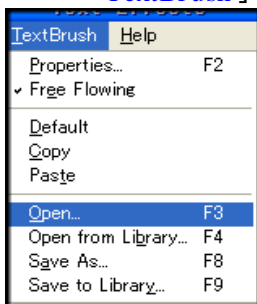 TextBrush Help
Properties... F2
✓ Free Flowing
Default
Copy
Paste
Open... F3
Open from Library... F4
Save As... F8
Save to Library... F9